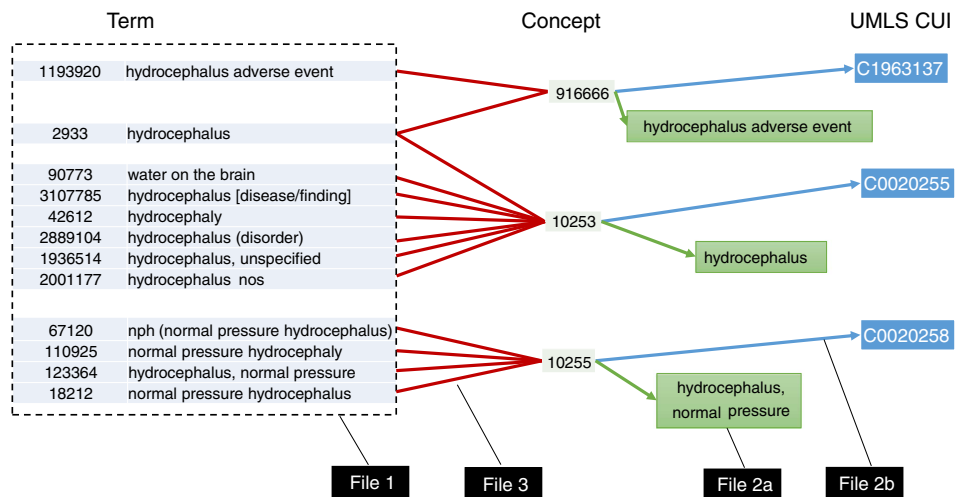 Term Concept UMLS CUI
1193920 hydrocephalus adverse event
C1963137
916666
hydrocephalus adverse event
2933 hydrocephalus
90773 water on the brain
C0020255
3107785 hydrocephalus [disease/finding]
42612 hydrocephaly
10253
2889104 hydrocephalus (disorder)
1936514 hydrocephalus, unspecified
hydrocephalus
2001177 hydrocephalus nos
67120 nph (normal pressure hydrocephalus)
C0020258
110925 normal pressure hydrocephaly
10255
123364 hydrocephalus, normal pressure
18212 normal pressure hydrocephalus
hydrocephalus,
normal pressure
File 1 File 3 File 2a File 2b